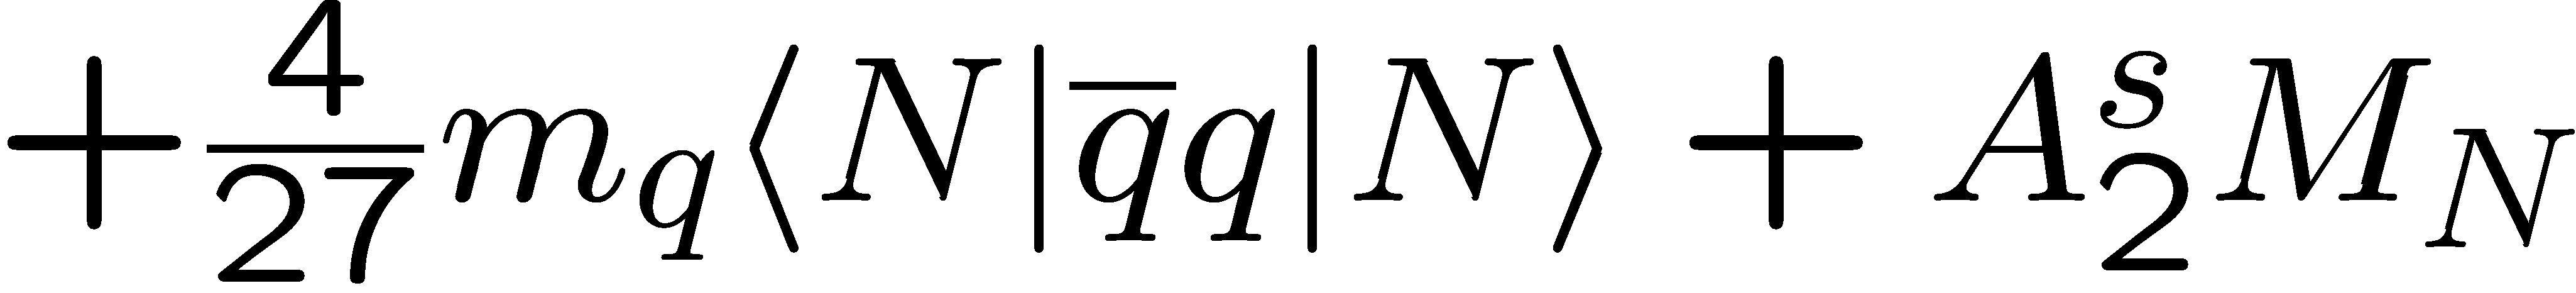 $+\frac{4}{27}m_q\langle N|\overline{q}q|N\rangle + A_2^s M_N$